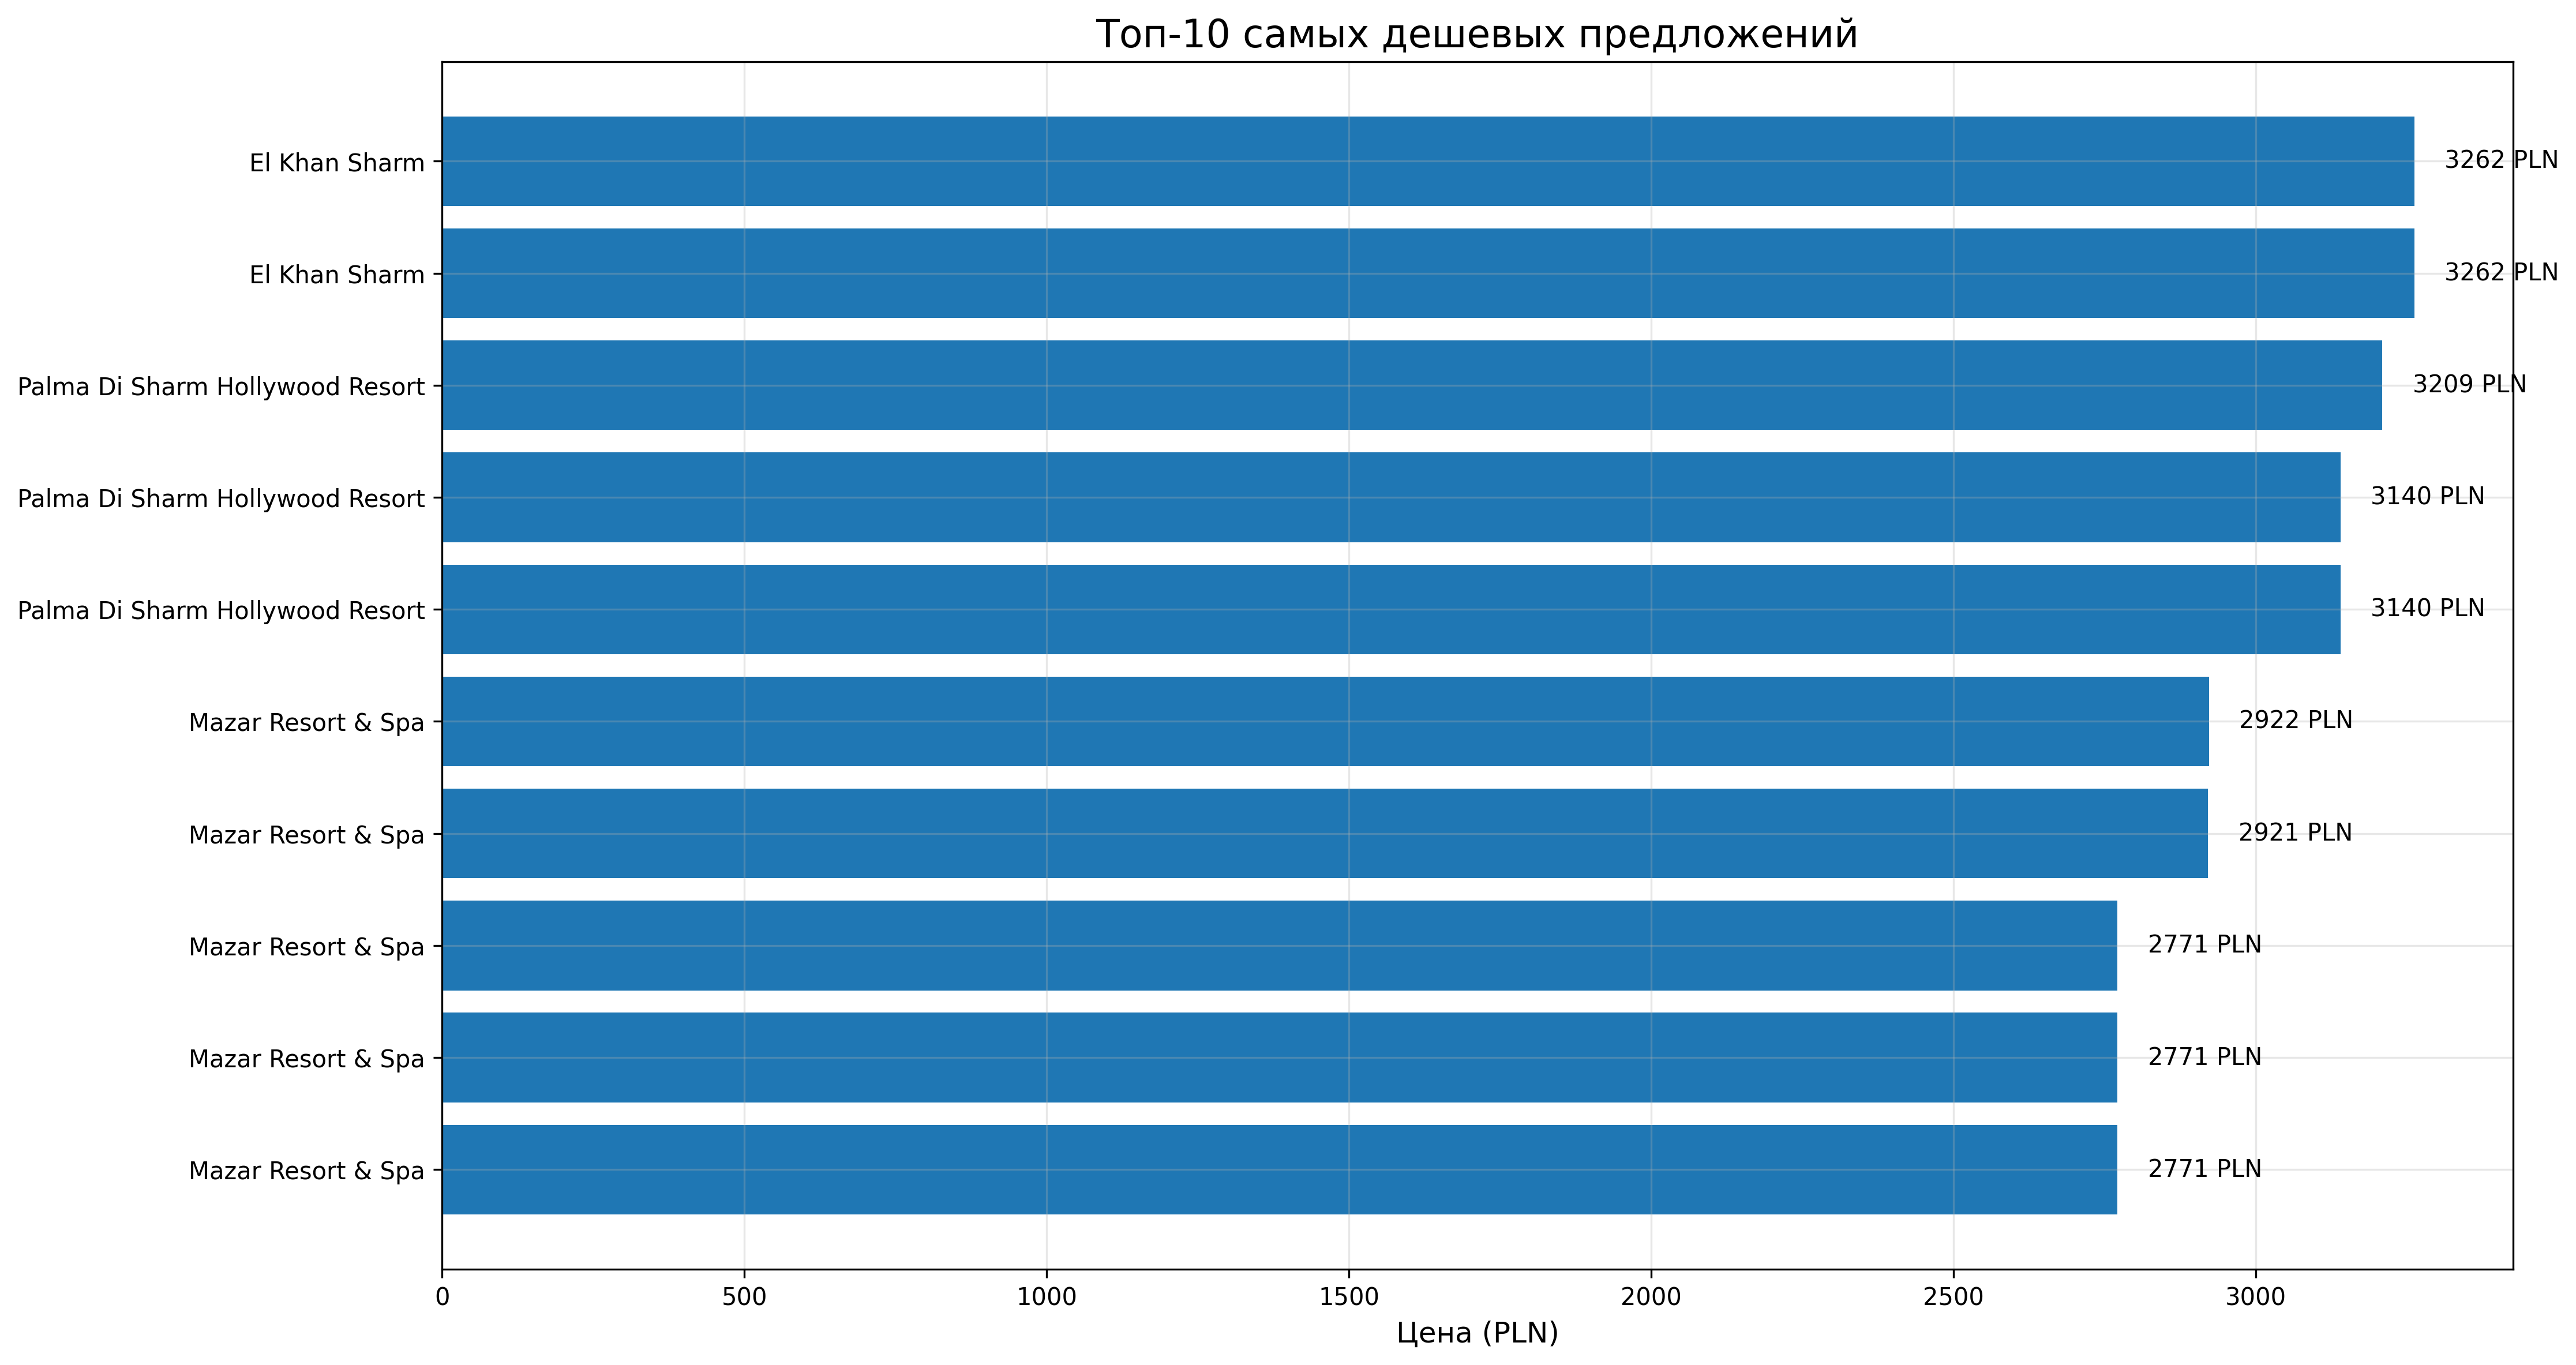 Топ-10 самых дешевых предложений
El Khan Sharm 3262 PLN
El Khan Sharm 3262 PLN
Palma Di Sharm Hollywood Resort 3209 PLN
Palma Di Sharm Hollywood Resort 3140 PLN
Palma Di Sharm Hollywood Resort 3140 PLN
Mazar Resort & Spa 2922 PLN
Mazar Resort & Spa 2921 PLN
Mazar Resort & Spa 2771 PLN
Mazar Resort & Spa 2771 PLN
Mazar Resort & Spa 2771 PLN
0 500 1000 1500 2000 2500 3000
Цена (PLN)